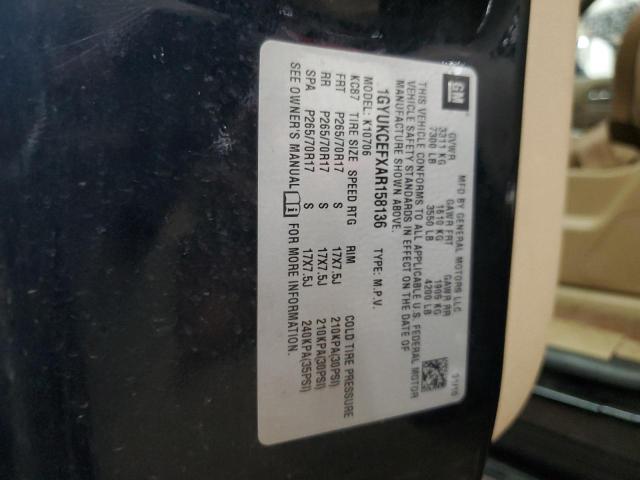 GM
MFD BY GENERAL MOTORS LLC
GVWR GAWR FRT GAWR RR
3311 KG 1610 KG 1905 KG
7300 LB 3550 LB 4200 LB
THIS VEHICLE CONFORMS TO ALL APPLICABLE U.S. FEDERAL MOTOR
VEHICLE SAFETY STANDARDS IN EFFECT ON THE DATE OF
MANUFACTURE SHOWN ABOVE.
1GYUKCEFXAR158136 TYPE: M.P.V.
MODEL: K10706
KC87 TIRE SIZE SPEED RTG RIM COLD TIRE PRESSURE
FRT P265/70R17 S 17X7.5J 210KPA(30PSI)
RR P265/70R17 S 17X7.5J 210KPA(30PSI)
SPA P265/70R17 S 17X7.5J 240KPA(35PSI)
SEE OWNER'S MANUAL i FOR MORE INFORMATION.